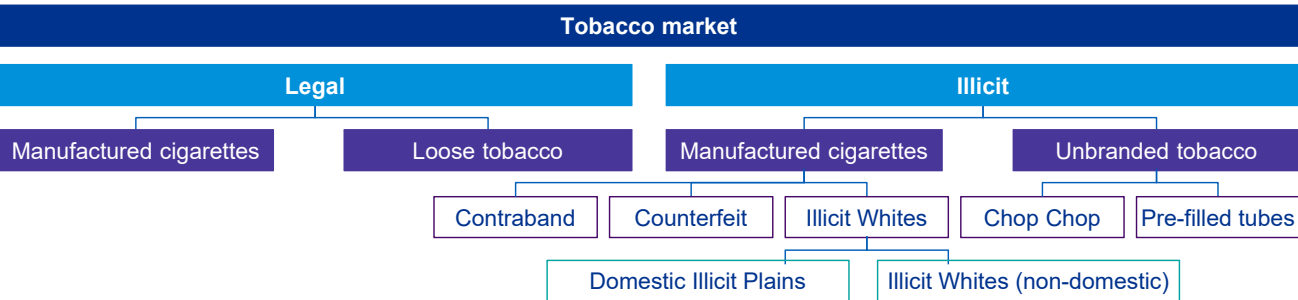 Tobacco market
Legal
Illicit
Manufactured cigarettes
Loose tobacco
Manufactured cigarettes
Unbranded tobacco
Contraband
Counterfeit
Illicit Whites
Chop Chop
Pre-filled tubes
Domestic Illicit Plains
Illicit Whites (non-domestic)